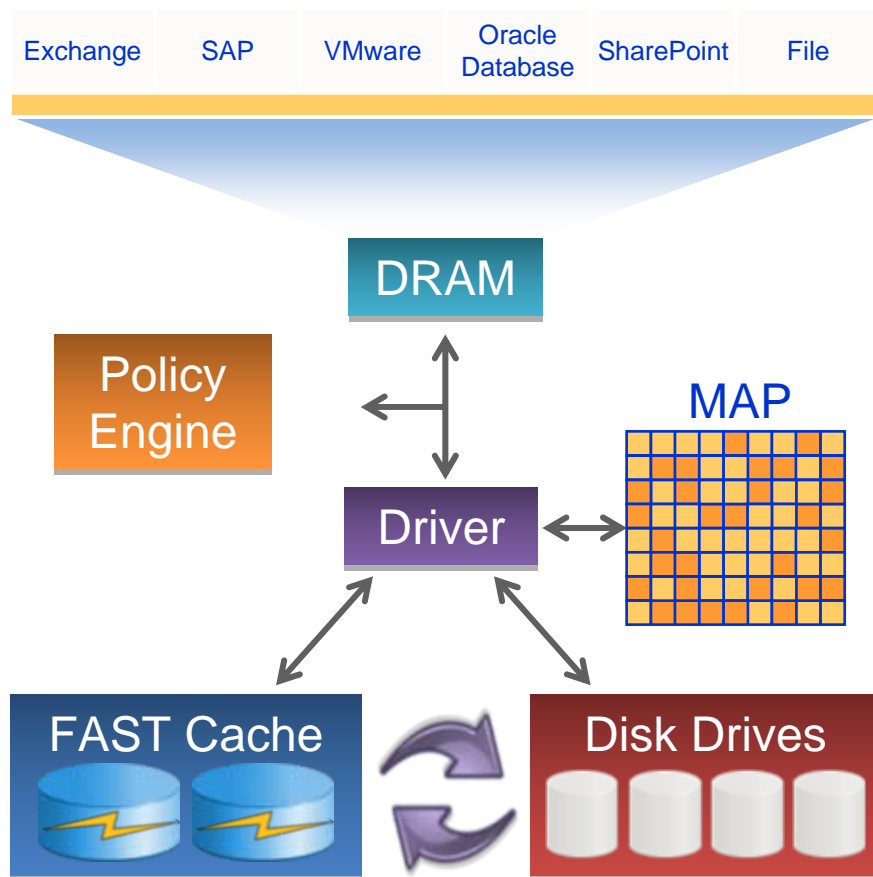 Exchange
SAP
VMware
Oracle
Database
SharePoint
File
DRAM
Policy
Engine
MAP
Driver
FAST Cache
Disk Drives